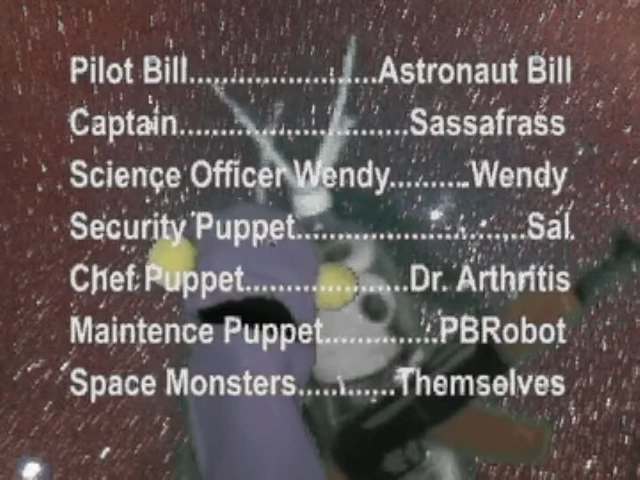 Pilot Bill......................Astronaut Bill
Captain...........................Sassafrass
Science Officer Wendy.........Wendy
Security Puppet.........................Sal
Chef Puppet...................Dr. Arthritis
Maintence Puppet.............PBRobot
Space Monsters...........Themselves